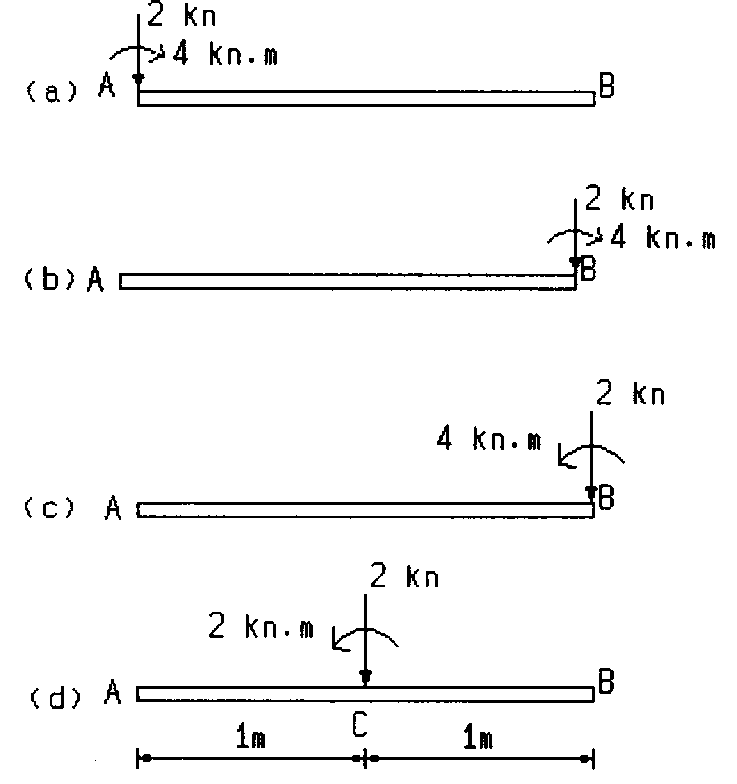 2 kn
4 kn.m
(a) A B
2 kn
4 kn.m
(b) A B
2 kn
4 kn.m
(c) A B
2 kn
2 kn.m
(d) A B
C
1m 1m